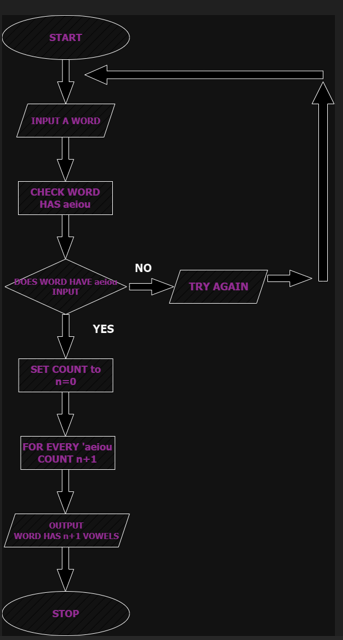 START
INPUT A WORD
CHECK WORD
HAS aeiou
DOES WORD HAVE aeiou
INPUT
NO
TRY AGAIN
YES
SET COUNT to
n=0
FOR EVERY 'aeiou
COUNT n+1
OUTPUT
WORD HAS n+1 VOWELS
STOP